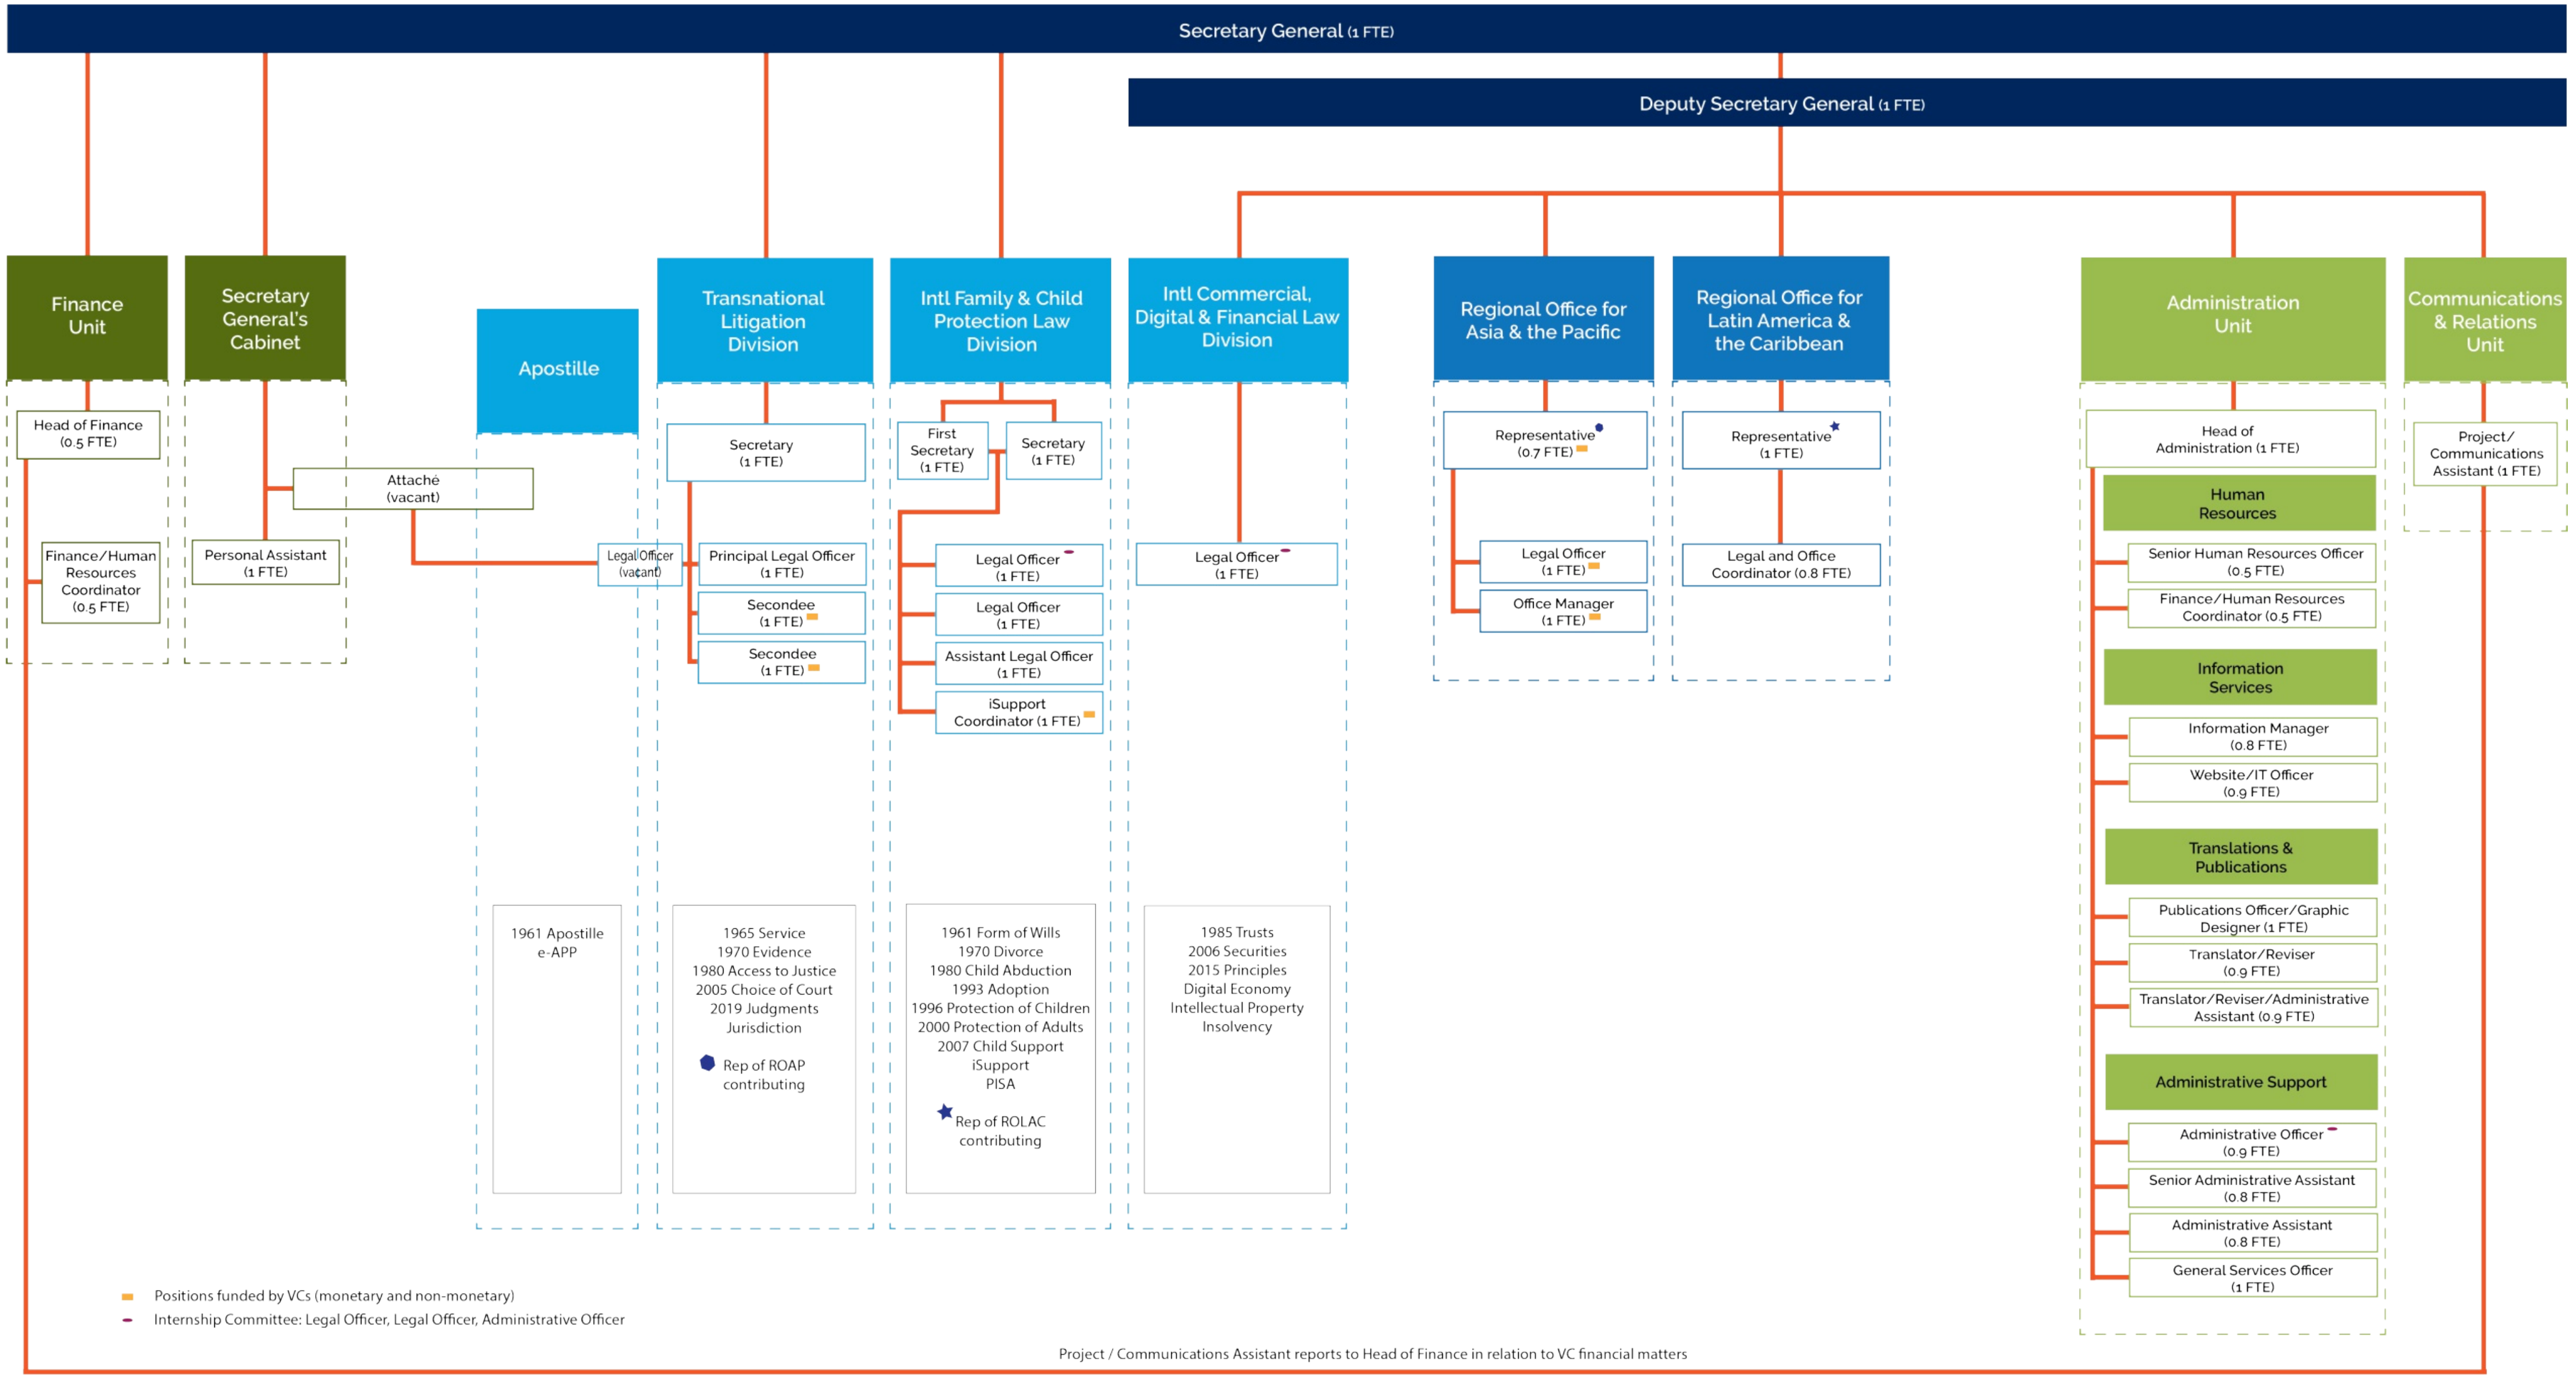 Secretary General (1 FTE)
Deputy Secretary General (1 FTE)
Finance
Unit
Head of Finance
(0.5 FTE)
Finance/Human
Resources
Coordinator
(0.5 FTE)
Secretary
General's
Cabinet
Attaché
(vacant)
Personal Assistant
(1 FTE)
Apostille
Legal Officer
(vacant)
1961 Apostille
e-APP
Transnational
Litigation
Division
Secretary
(1 FTE)
Principal Legal Officer
(1 FTE)
Secondee
(1 FTE)
Secondee
(1 FTE)
1965 Service
1970 Evidence
1980 Access to Justice
2005 Choice of Court
2019 Judgments
Jurisdiction
Rep of ROAP
contributing
Intl Family & Child
Protection Law
Division
First
Secretary
(1 FTE)
Secretary
(1 FTE)
Legal Officer
(1 FTE)
Legal Officer
(1 FTE)
Assistant Legal Officer
(1 FTE)
iSupport
Coordinator (1 FTE)
1961 Form of Wills
1970 Divorce
1980 Child Abduction
1993 Adoption
1996 Protection of Children
2000 Protection of Adults
2007 Child Support
iSupport
PISA
Rep of ROLAC
contributing
Intl Commercial,
Digital & Financial Law
Division
Legal Officer
(1 FTE)
1985 Trusts
2006 Securities
2015 Principles
Digital Economy
Intellectual Property
Insolvency
Regional Office for
Asia & the Pacific
Representative
(0.7 FTE)
Legal Officer
(1 FTE)
Office Manager
(1 FTE)
Regional Office for
Latin America &
the Caribbean
Representative
(1 FTE)
Legal and Office
Coordinator (0.8 FTE)
Administration
Unit
Head of
Administration (1 FTE)
Human
Resources
Senior Human Resources Officer
(0.5 FTE)
Finance/Human Resources
Coordinator (0.5 FTE)
Information
Services
Information Manager
(0.8 FTE)
Website/IT Officer
(0.9 FTE)
Translations &
Publications
Publications Officer/Graphic
Designer (1 FTE)
Translator/Reviser
(0.9 FTE)
Translator/Reviser/Administrative
Assistant (0.9 FTE)
Administrative Support
Administrative Officer
(0.9 FTE)
Senior Administrative Assistant
(0.8 FTE)
Administrative Assistant
(0.8 FTE)
General Services Officer
(1 FTE)
Communications
& Relations
Unit
Project/
Communications
Assistant (1 FTE)
Positions funded by VCs (monetary and non-monetary)
Internship Committee: Legal Officer, Legal Officer, Administrative Officer
Project / Communications Assistant reports to Head of Finance in relation to VC financial matters